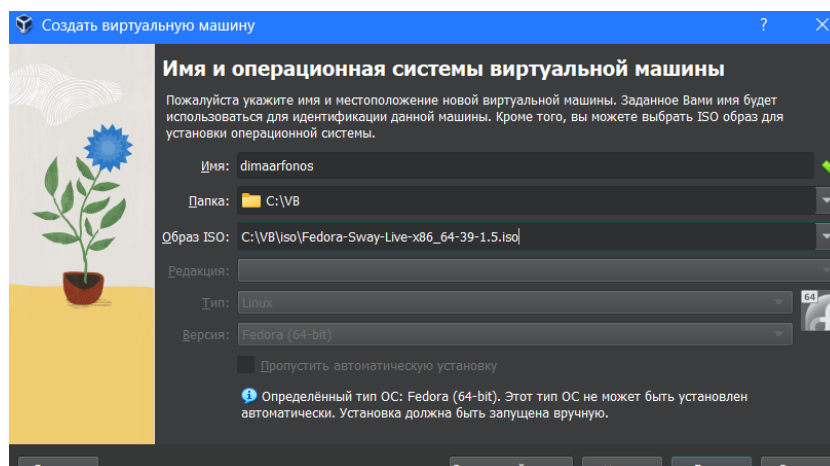 Создать виртуальную машину
?
Имя и операционная системы виртуальной машины
Пожалуйста укажите имя и местоположение новой виртуальной машины. Заданное Вами имя будет
использоваться для идентификации данной машины. Кроме того, вы можете выбрать ISO образ для
установки операционной системы.
Имя: dimaarfonos
Папка: C:\VB
Образ ISO: C:\VB\iso\Fedora-Sway-Live-x86_64-39-1.5.iso
Редакция:
Тип: Linux
64
Версия: Fedora (64-bit)
Пропустить автоматическую установку
Определённый тип ОС: Fedora (64-bit). Этот тип ОС не может быть установлен
автоматически. Установка должна быть запущена вручную.